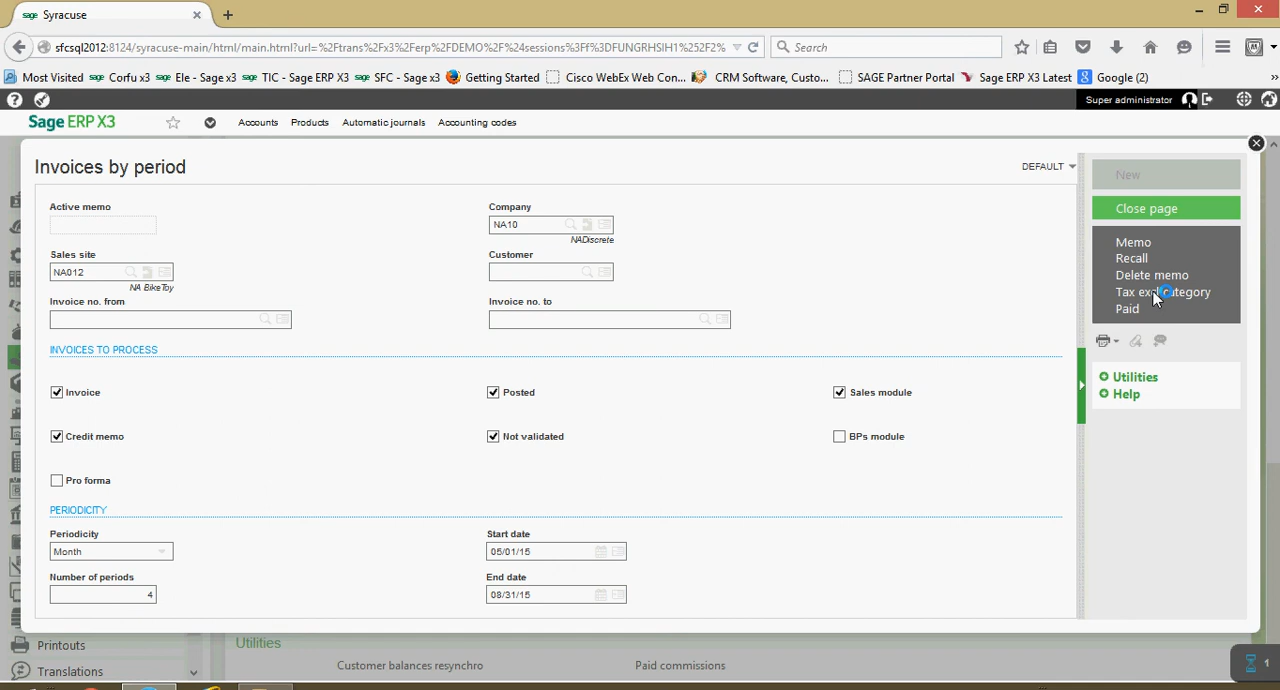 sage Syracuse × +
sfcsql2012:8124/syracuse-main/html/main.html?url=%2Ftrans%2Fx3%2Ferp%2FDEMO%2F%24sessions%3Ff%3DFUNGRHSIH1%252F2%
Search
Most Visited sage Corfu x3 sage Ele - Sage x3 sage TIC - Sage ERP X3 sage SFC - Sage x3 Getting Started Cisco WebEx Web Con... CRM Software, Custo... SAGE Partner Portal Sage ERP X3 Latest Google (2) »
Super administrator
Sage ERP X3 Accounts Products Automatic journals Accounting codes
Invoices by period
DEFAULT
New
Close page
Memo
Recall
Delete memo
Paid
Utilities
Help
Active memo Company
NA10
NADiscrete
Sales site Customer
NA012
NA BikeToy
Invoice no. from Invoice no. to
INVOICES TO PROCESS
Invoice Posted Sales module
Credit memo Not validated BPs module
Pro forma
PERIODICITY
Periodicity Start date
Month 05/01/15
Number of periods End date
4 08/31/15
Printouts
Translations
Utilities
Customer balances resynchro Paid commissions
1